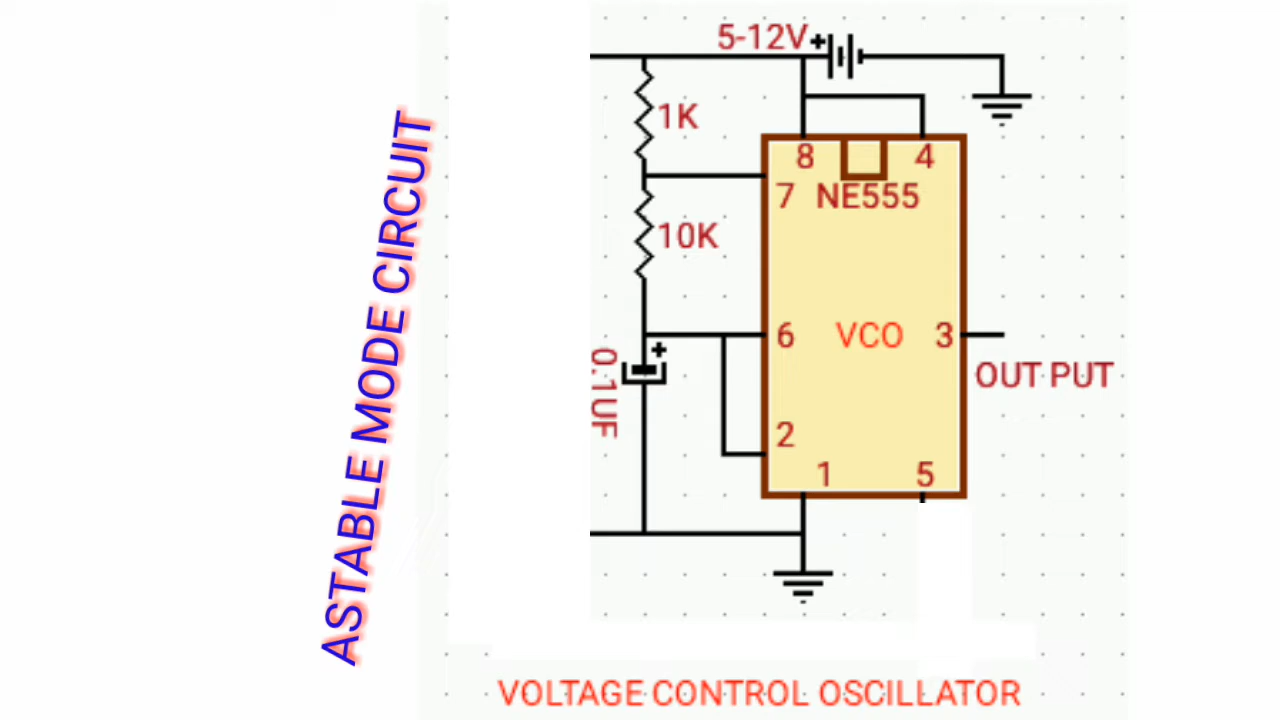 5-12V
1K
8
4
7
NE555
10K
6
VCO
3
0.1UF
OUT PUT
2
1
5
ASTABLE MODE CIRCUIT
VOLTAGE CONTROL OSCILLATOR